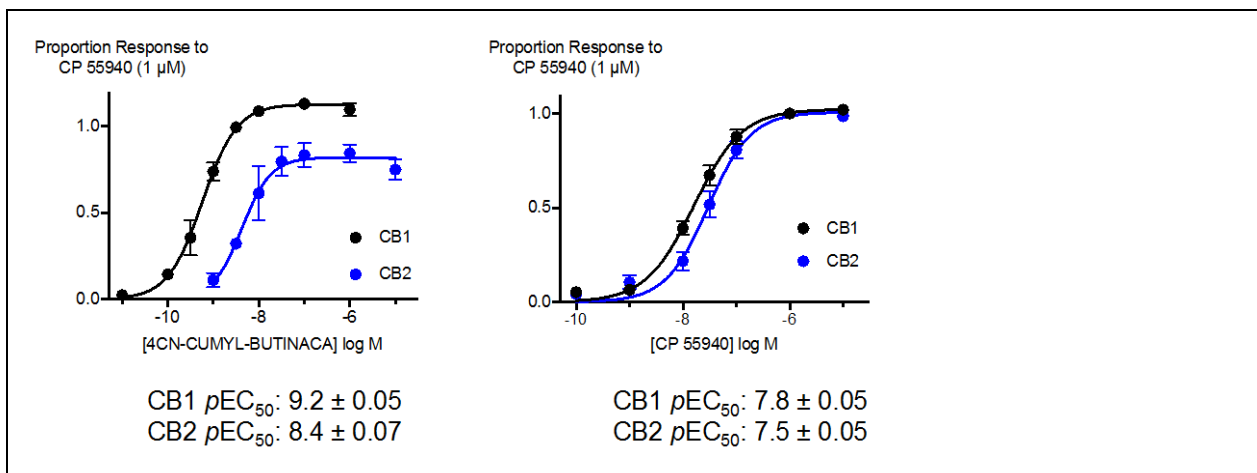 Proportion Response to
CP 55940 (1 µM)
1.0
0.5
0.0
CB1
CB2
-10
-8
-6
[4CN-CUMYL-BUTINACA] log M
CB1 pEC50: 9.2 ± 0.05
CB2 pEC50: 8.4 ± 0.07
Proportion Response to
CP 55940 (1 µM)
1.0
0.5
0.0
CB1
CB2
-10
-8
-6
[CP 55940] log M
CB1 pEC50: 7.8 ± 0.05
CB2 pEC50: 7.5 ± 0.05